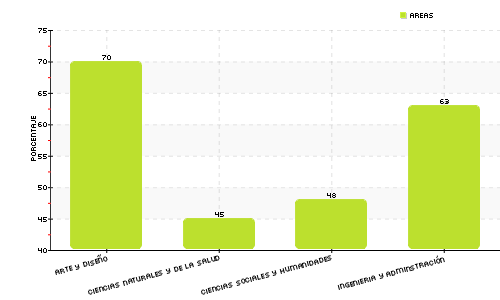 AREAS
75
70
65
60
55
50
45
40
PORCENTAJE
70
45
48
63
ARTE Y DISEÑO
CIENCIAS NATURALES Y DE LA SALUD
CIENCIAS SOCIALES Y HUMANIDADES
INGENIERIA Y ADMINSTRACIÓN